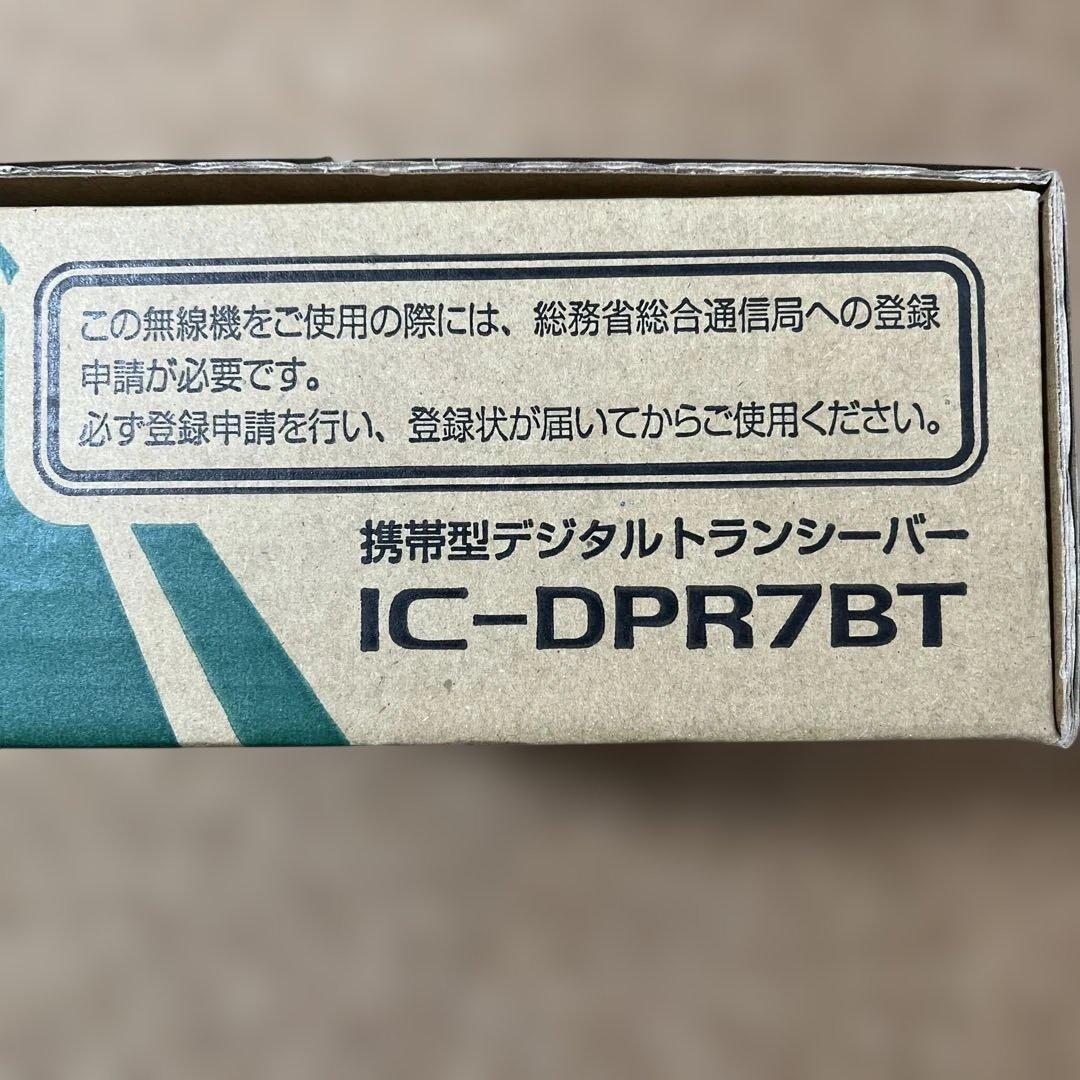 この無線機をご使用の際には、総務省総合通信局への登録
申請が必要です。
必ず登録申請を行い、登録状が届いてからご使用ください。
携帯型デジタルトランシーバー
IC-DPR7BT